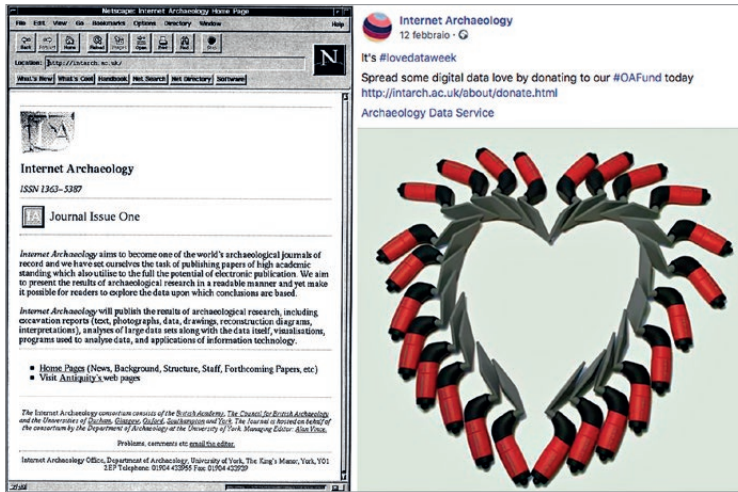 Netscape: Internet Archaeology Home Page
File Edit View Go Bookmarks Options Directory Window Help
Back Forward Home Reload Images Open Print Find Stop
Location: http://intarch.ac.uk/
N
What's New What's Cool Handbook Net Search Net Directory Software
IA
Internet Archaeology
ISSN 1363-5387
IA Journal Issue One
Internet Archaeology aims to become one of the world's archaeological journals of
record and we have set ourselves the task of publishing papers of high academic
standing which also utilise to the full the potential of electronic publication. We aim
to present the results of archaeological research in a readable manner and yet make
it possible for readers to explore the data upon which conclusions are based.
Internet Archaeology will publish the results of archaeological research, including
excavation reports (text, photographs, data, drawings, reconstruction diagrams,
interpretations), analyses of large data sets along with the data itself, visualisations,
programs used to analyse data, and applications of information technology.
Home Pages (News, Background, Structure, Staff, Forthcoming Papers, etc)
Visit Antiquity's web pages
The Internet Archaeology consortium consists of the British Academy, The Council for British Archaeology
and the Universities of Durham, Glasgow, Oxford, Southampton and York. The Journal is hosted on behalf of
the consortium by the Department of Archaeology at the University of York. Managing Editor: Alan Vince.
Problems, comments etc email the editor.
Internet Archaeology Office, Department of Archaeology, University of York, The King's Manor, York, YO1
2EP Telephone: 01904 433955 Fax: 01904 433939
Internet Archaeology
12 febbraio
It's #lovedataweek
Spread some digital data love by donating to our #OAFund today
http://intarch.ac.uk/about/donate.html
Archaeology Data Service